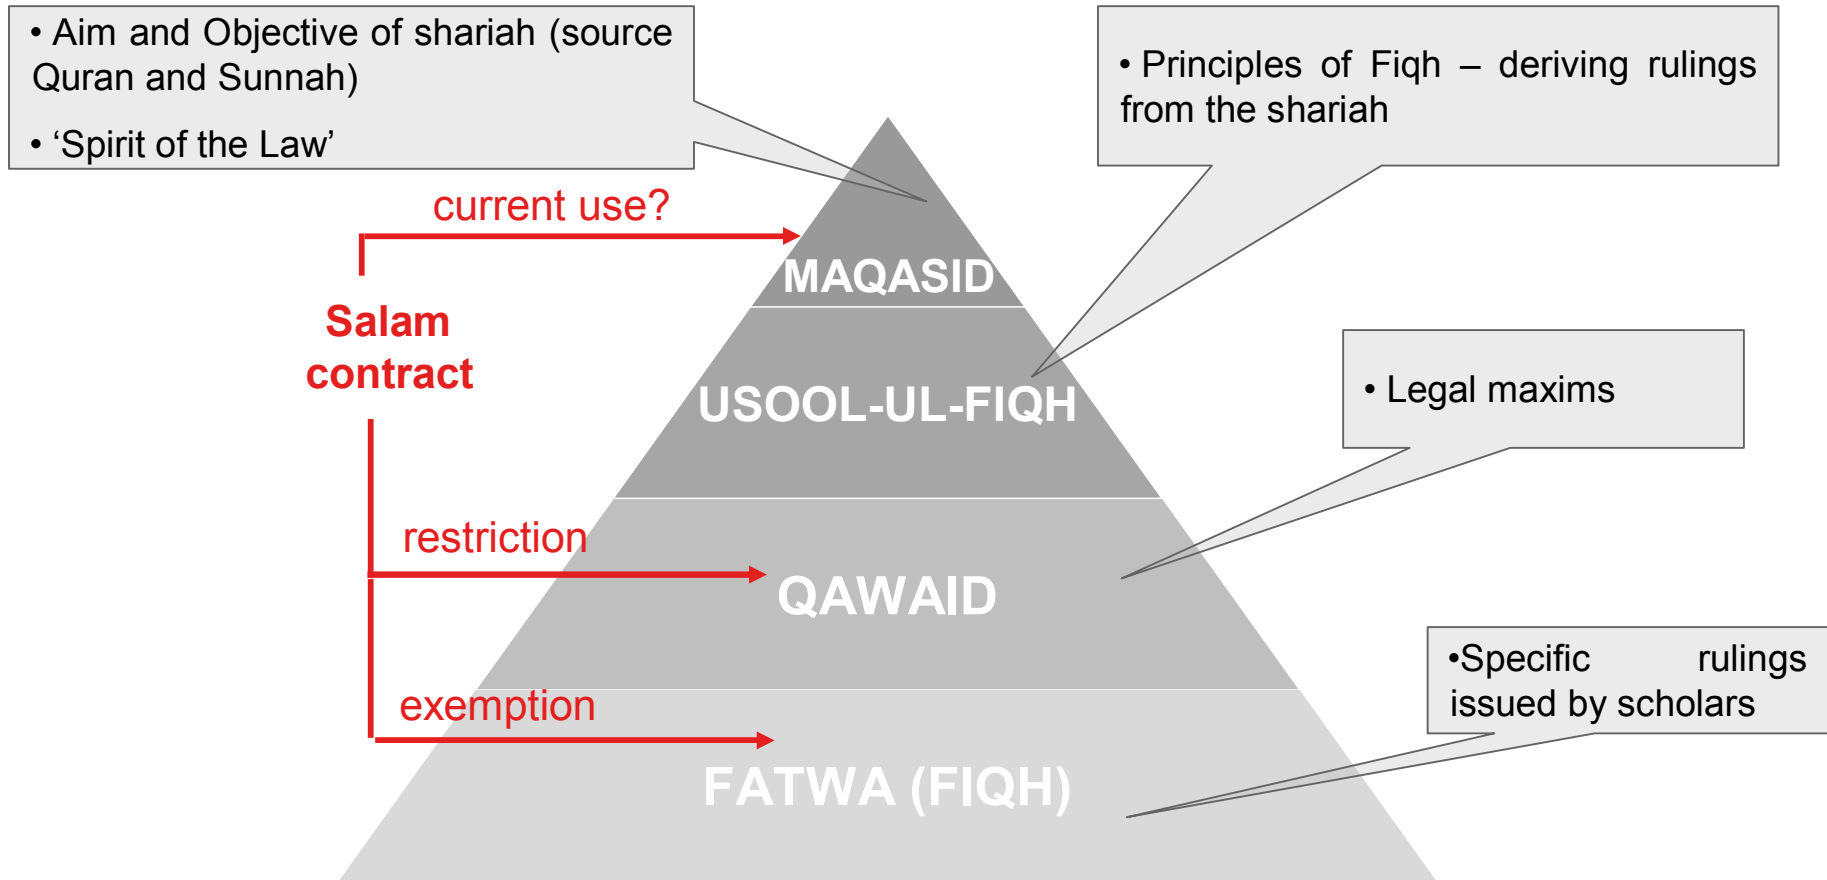 • Aim and Objective of shariah (source
Quran and Sunnah)
• ‘Spirit of the Law’
• Principles of Fiqh – deriving rulings
from the shariah
current use?
MAQASID
Salam
contract
USOOL-UL-FIQH
• Legal maxims
restriction
QAWAID
•Specific rulings
issued by scholars
exemption
FATWA (FIQH)